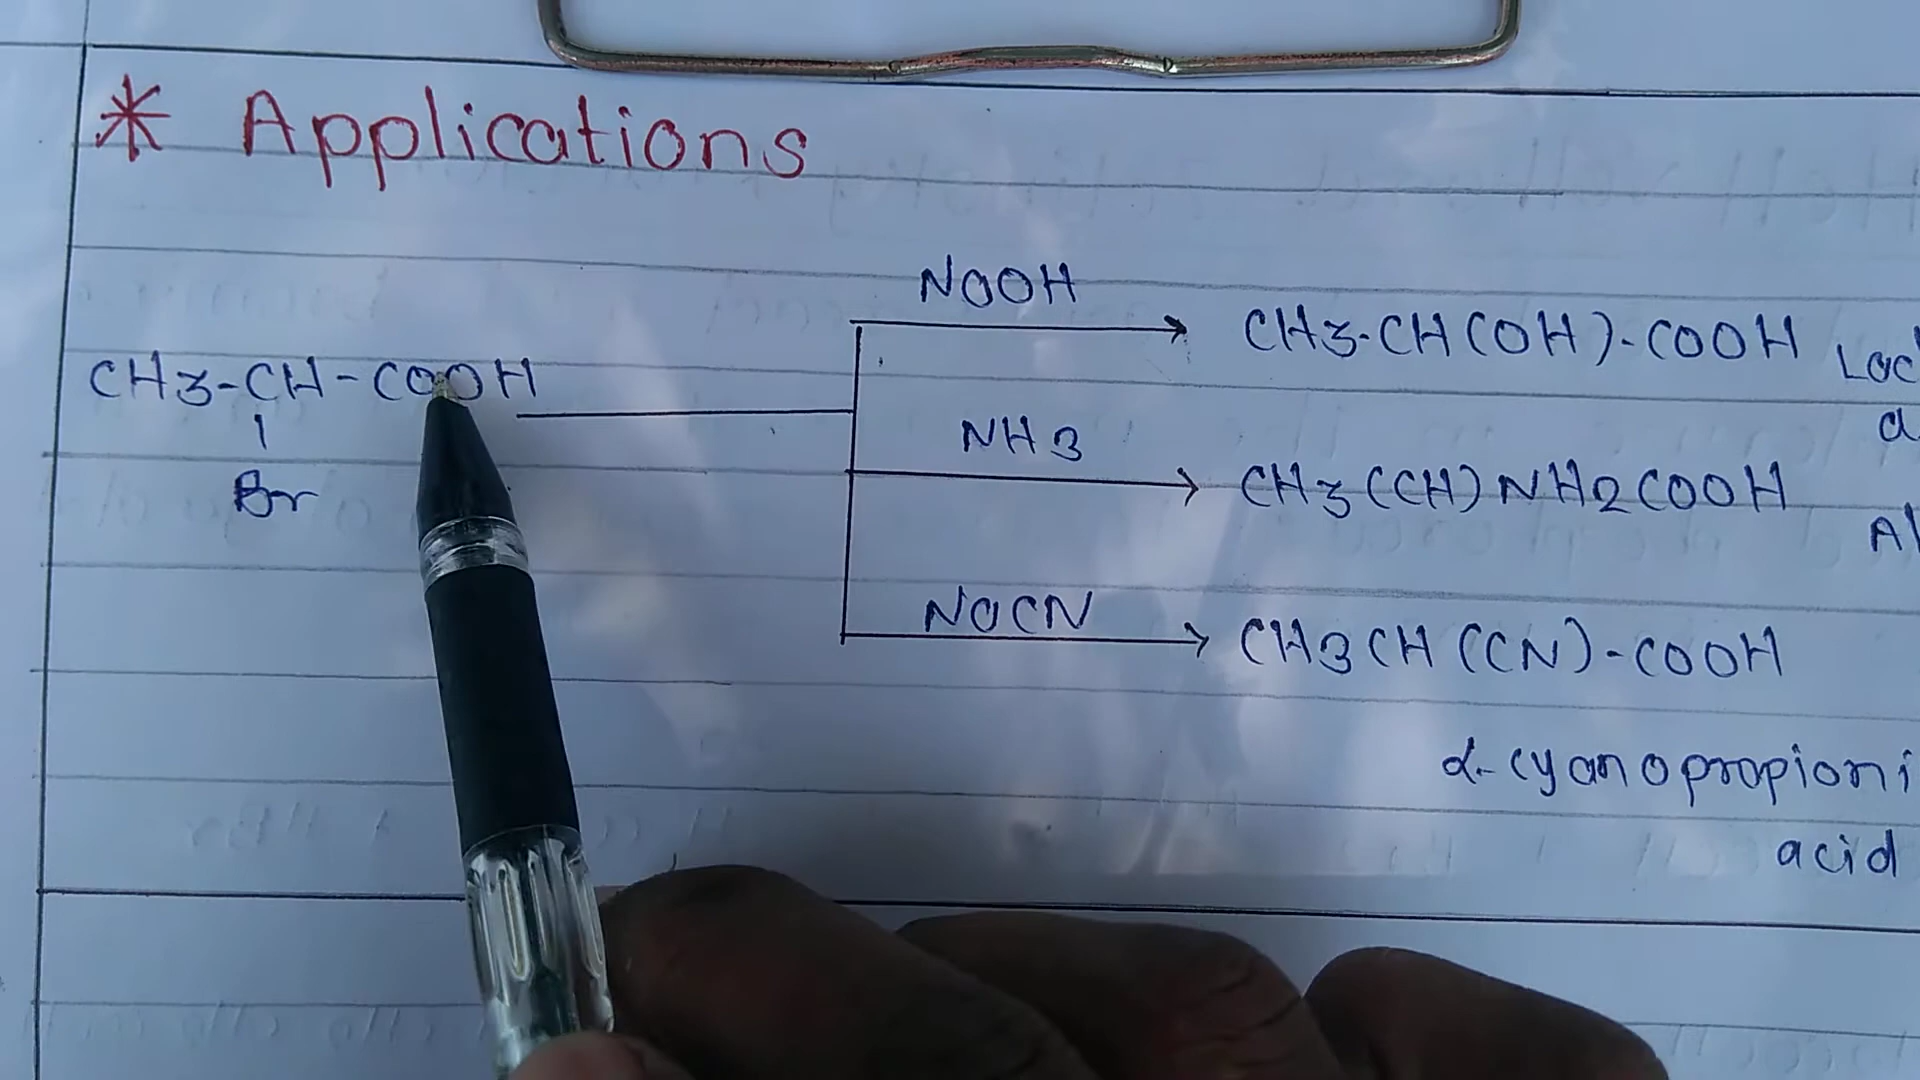 * Applications
NaOH
CH3-CH(OH)-COOH
CH3-CH-COOH
Br
NH3
CH3(CH)NH2COOH
NaCN
CH3CH(CN)-COOH
α-cyanopropioni
acid